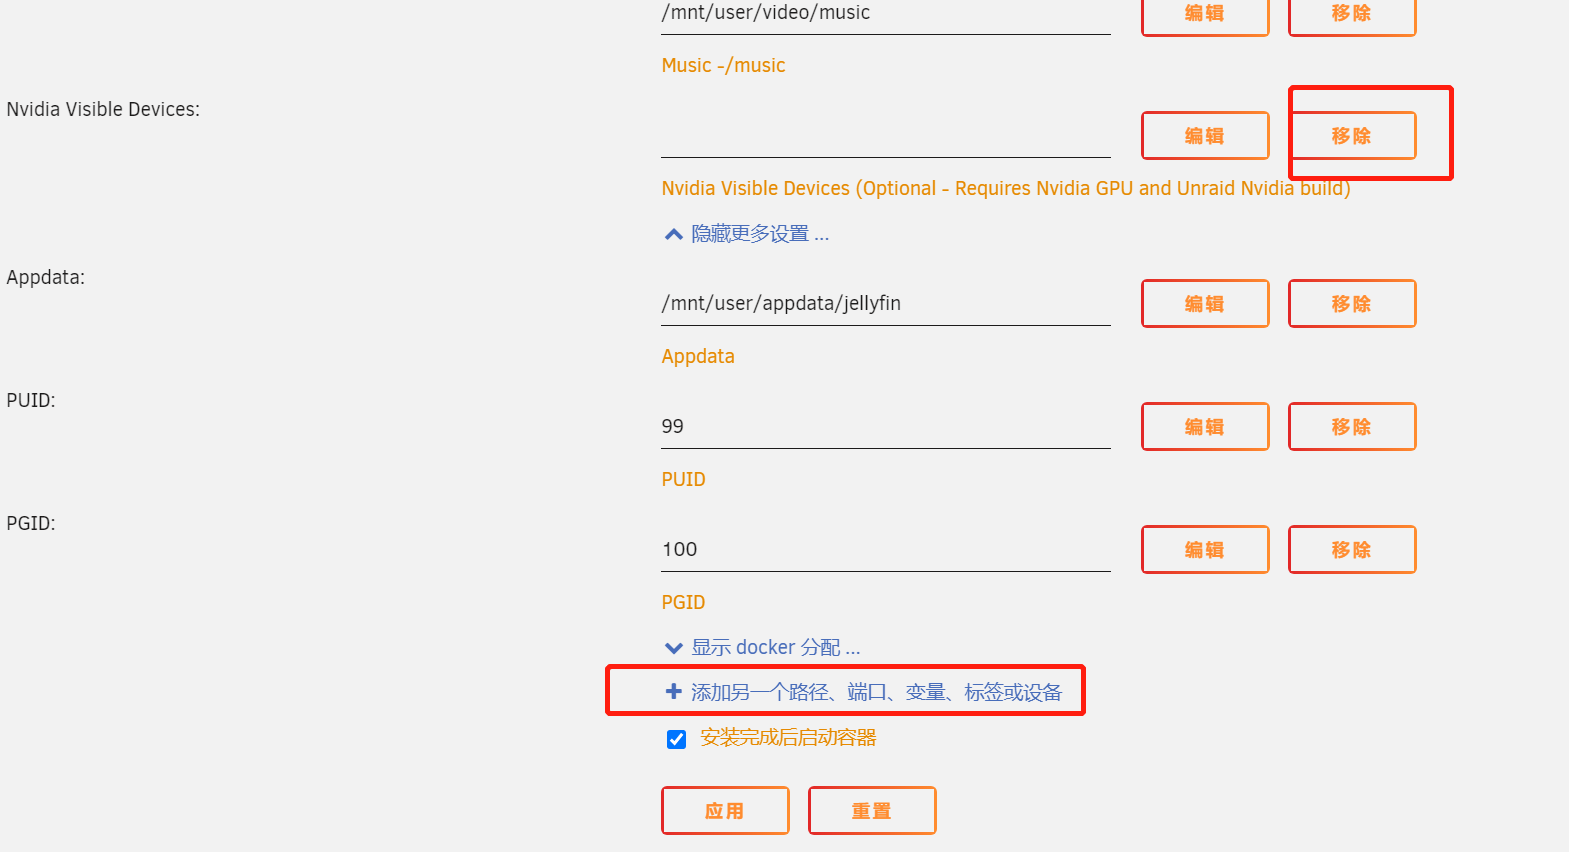 /mnt/user/video/music 编辑 移除
Music -/music
Nvidia Visible Devices:
编辑 移除
Nvidia Visible Devices (Optional - Requires Nvidia GPU and Unraid Nvidia build)
隐藏更多设置 ...
Appdata:
/mnt/user/appdata/jellyfin 编辑 移除
Appdata
PUID:
99 编辑 移除
PUID
PGID:
100 编辑 移除
PGID
显示 docker 分配 ...
添加另一个路径、端口、变量、标签或设备
安装完成后启动容器
应用 重置